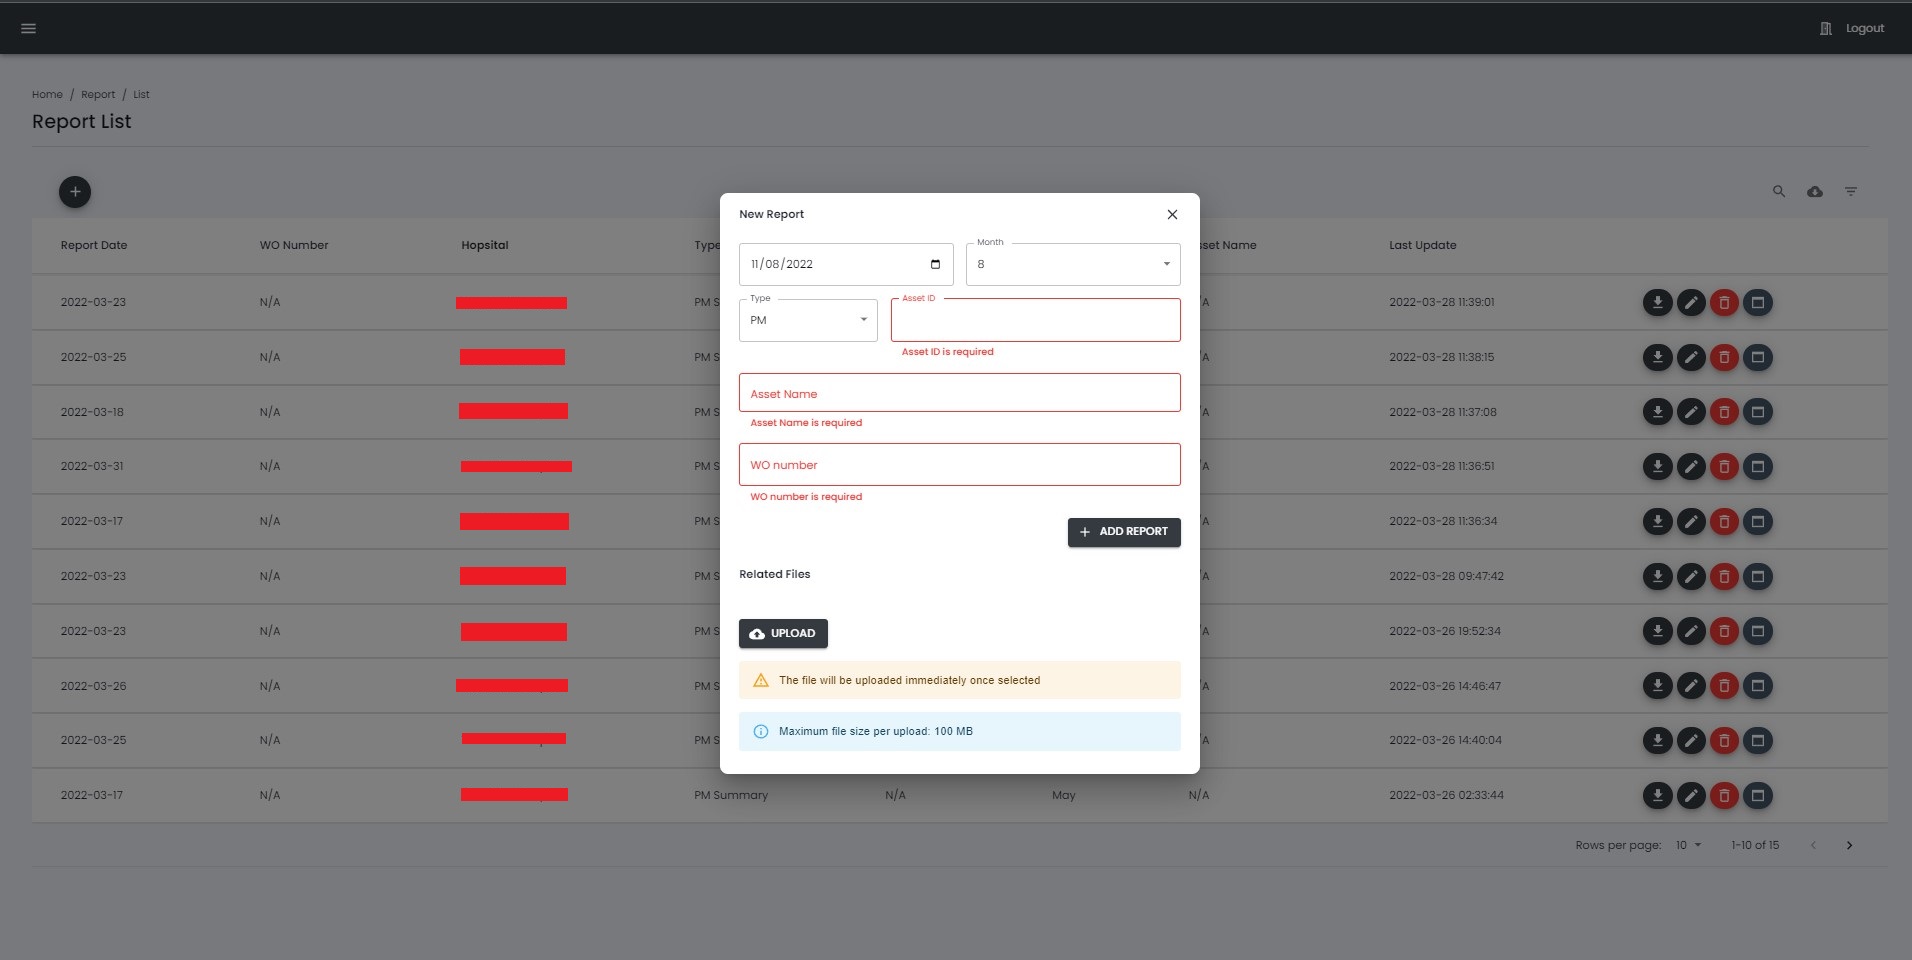 Logout
Home / Report / List
Report List
New Report
Report Date WO Number Hopsital Type sset Name Last Update
11/08/2022 Month 8
2022-03-23 N/A PM S /A 2022-03-28 11:39:01
Type PM Asset ID
Asset ID is required
2022-03-25 N/A PM S /A 2022-03-28 11:38:15
Asset Name
2022-03-18 N/A PM S /A 2022-03-28 11:37:08
Asset Name is required
2022-03-31 N/A PM S /A 2022-03-28 11:36:51
WO number
WO number is required
2022-03-17 N/A PM S /A 2022-03-28 11:36:34
ADD REPORT
Related Files
2022-03-23 N/A PM S /A 2022-03-28 09:47:42
2022-03-23 N/A PM S /A 2022-03-26 19:52:34
UPLOAD
The file will be uploaded immediately once selected
2022-03-26 N/A PM S /A 2022-03-26 14:46:47
Maximum file size per upload: 100 MB
2022-03-25 N/A PM S /A 2022-03-26 14:40:04
2022-03-17 N/A PM Summary N/A May N/A 2022-03-26 02:33:44
Rows per page: 10 1-10 of 15